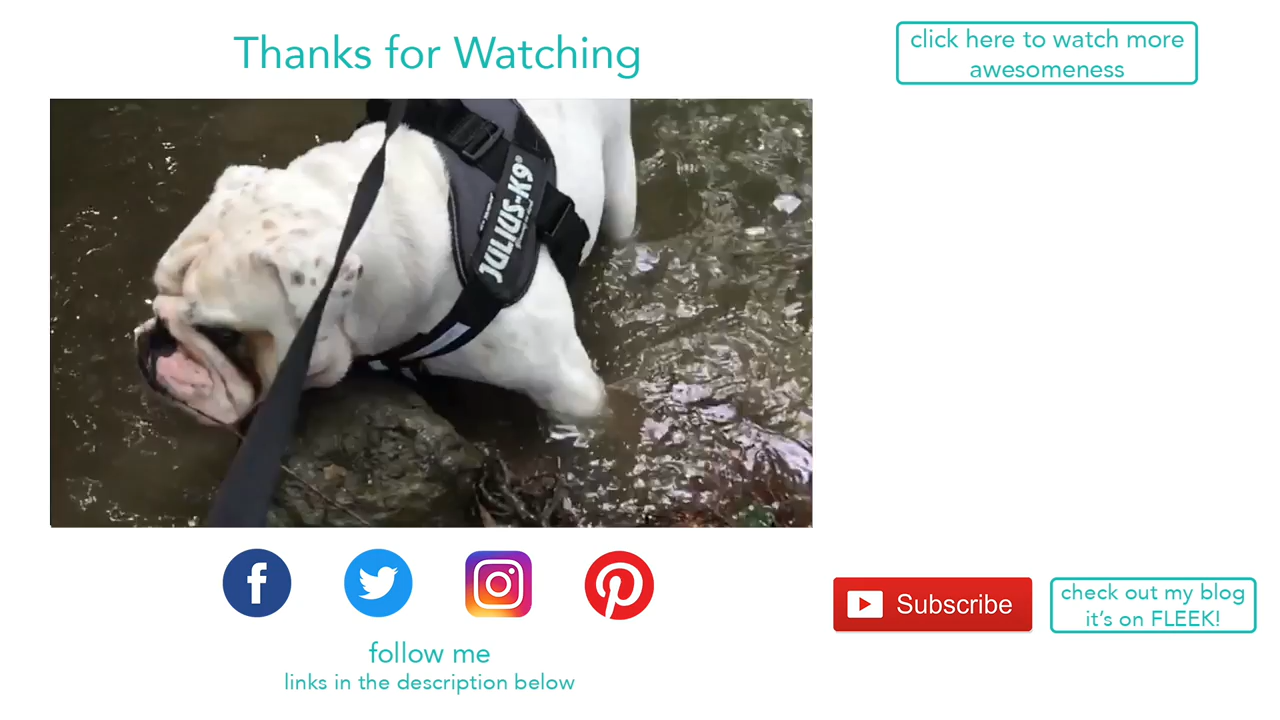 Thanks for Watching
click here to watch more
awesomeness
JULIUS-K9®
Subscribe
check out my blog
it's on FLEEK!
follow me
links in the description below